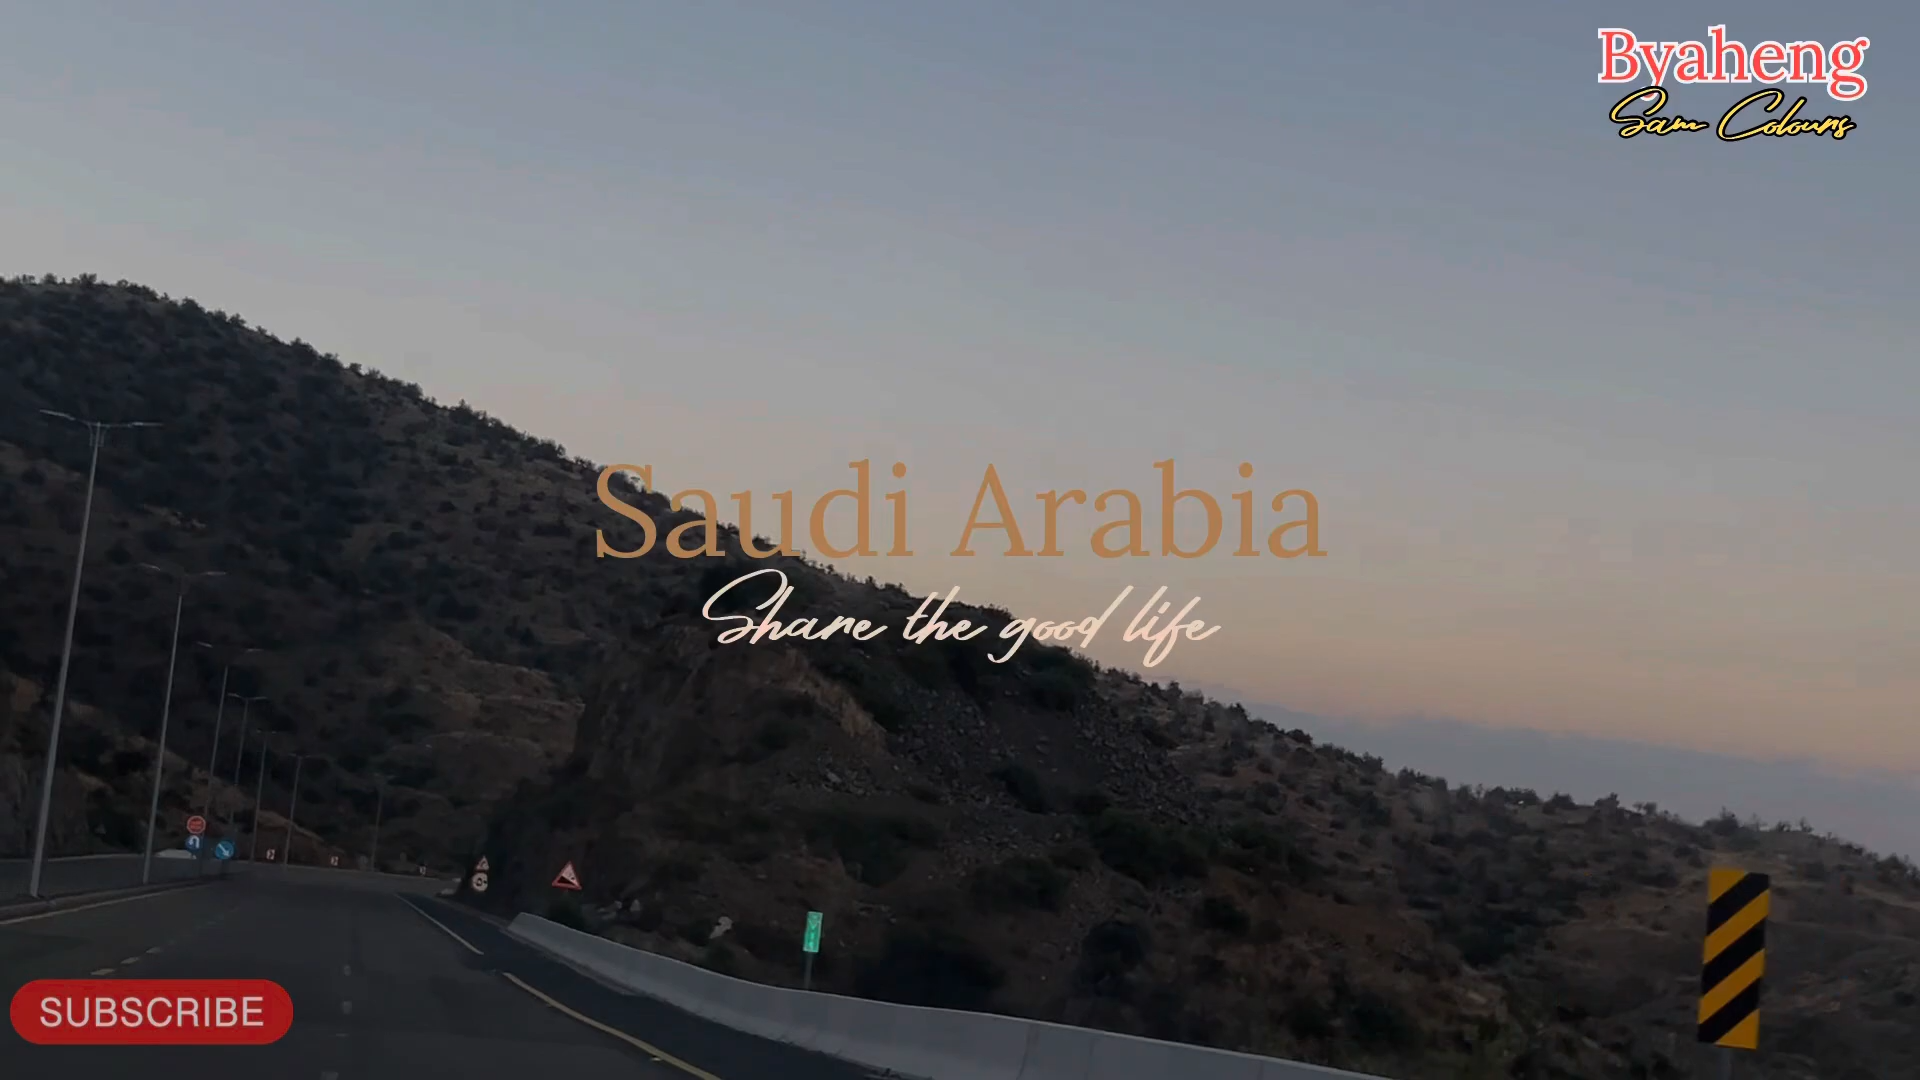 Byaheng
Sam Colours
Saudi Arabia
Share the good life
SUBSCRIBE